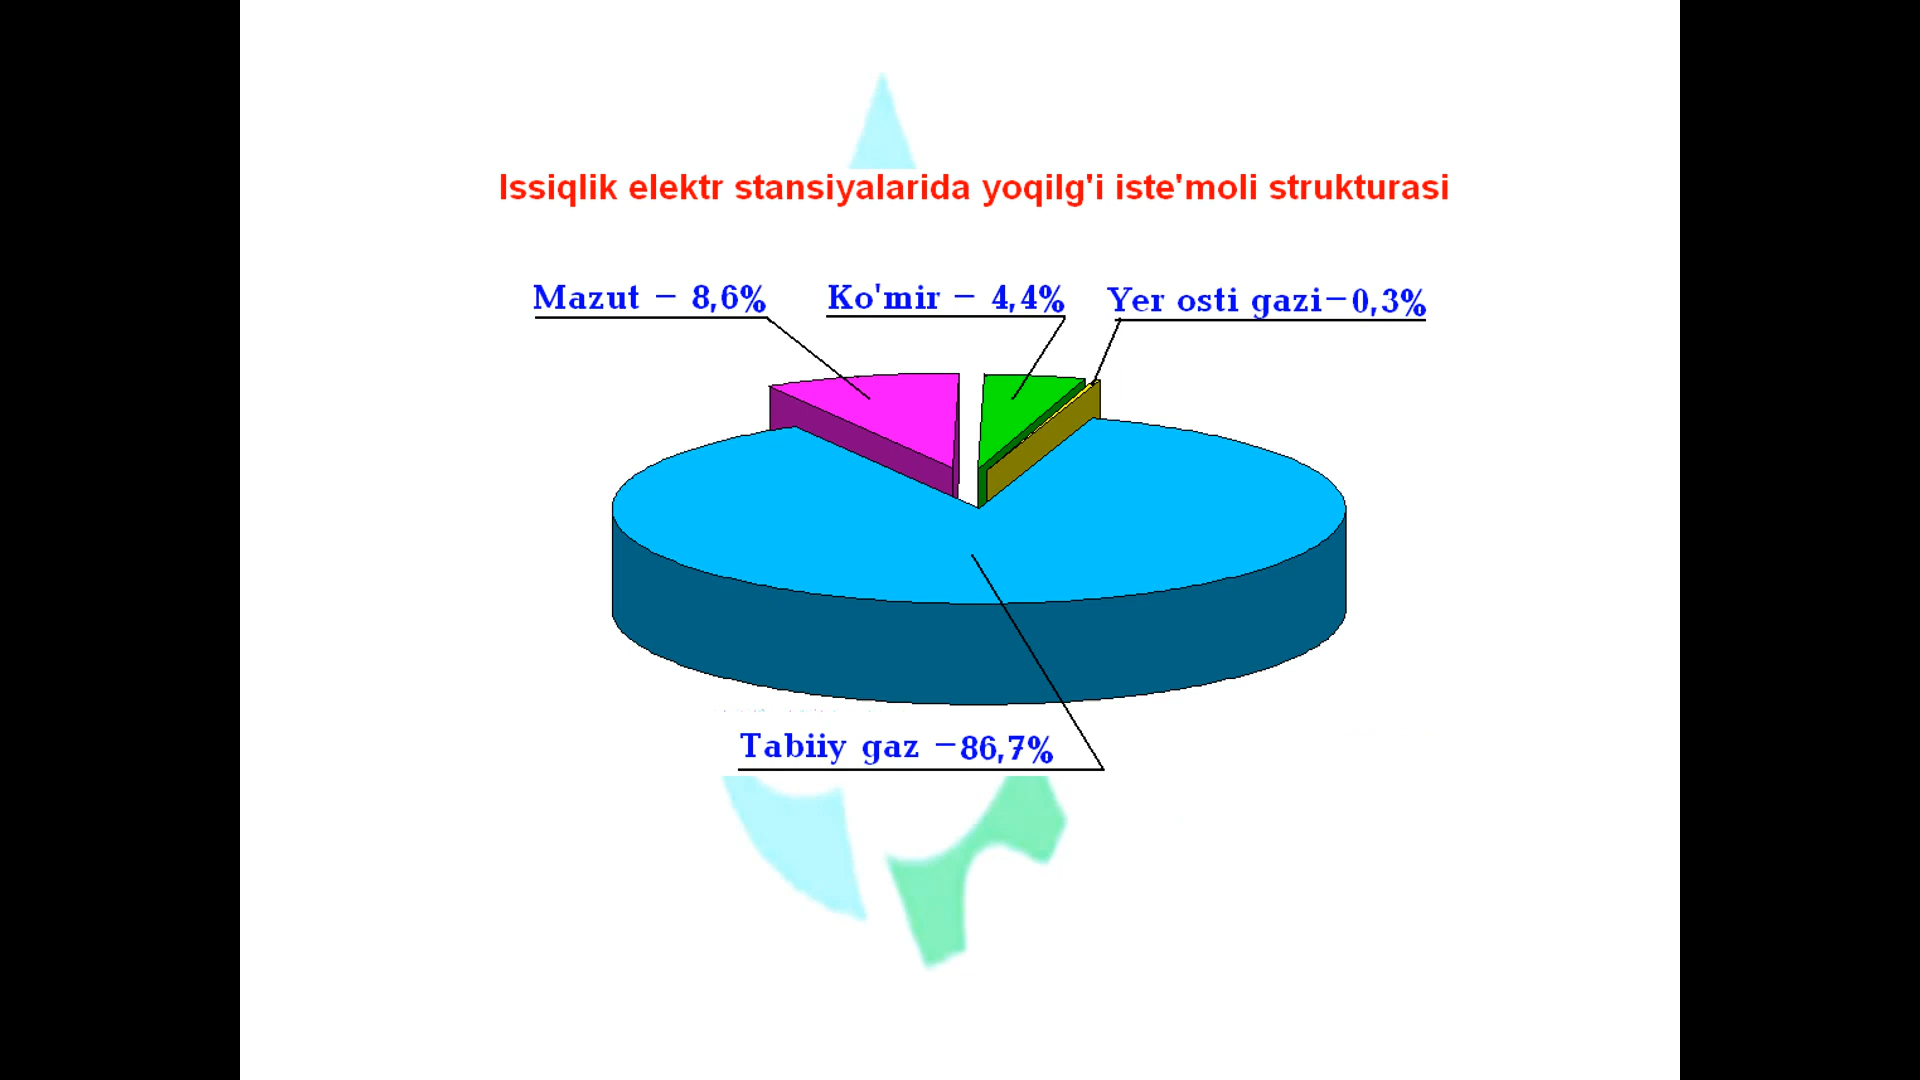 Issiqlik elektr stansiyalarida yoqilg'i iste'moli strukturasi
Mazut – 8,6%
Ko'mir – 4,4%
Yer osti gazi–0,3%
Tabiiy gaz –86,7%